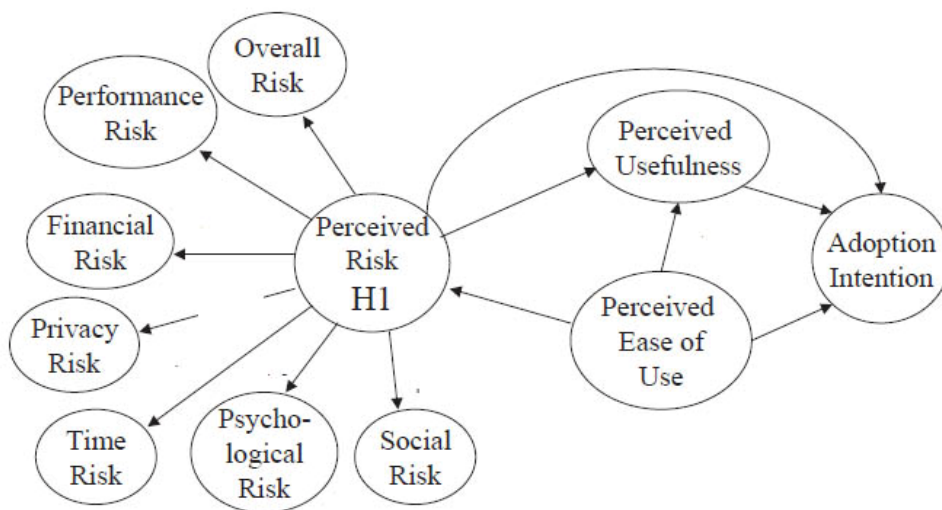 Overall
Risk
Performance
Risk
Perceived
Usefulness
Perceived
Risk
H1
Financial
Risk
Adoption
Intention
Privacy
Risk
Perceived
Ease of
Use
Time
Risk
Psycho-
logical
Risk
Social
Risk